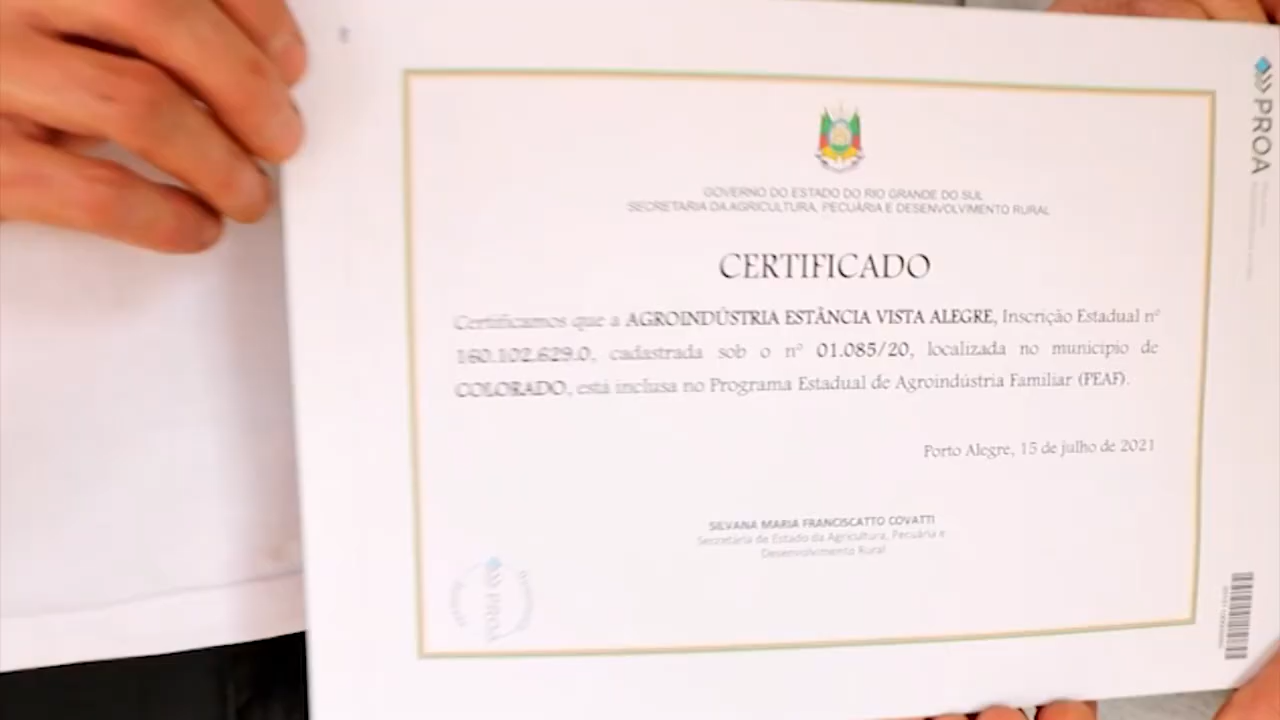 GOVERNO DO ESTADO DO RIO GRANDE DO SUL
SECRETARIA DA AGRICULTURA, PECUÁRIA E DESENVOLVIMENTO RURAL
CERTIFICADO
Certificamos que a AGROINDÚSTRIA ESTÂNCIA VISTA ALEGRE, Inscrição Estadual nº
160.102.629.0, cadastrada sob o nº 01.085/20, localizada no município de
COLORADO, está inclusa no Programa Estadual de Agroindústria Familiar (PEAF).
Porto Alegre, 15 de julho de 2021
SILVANA MARIA FRANCISCATTO COVATTI
Secretária de Estado da Agricultura, Pecuária e
Desenvolvimento Rural
PROA
PROA